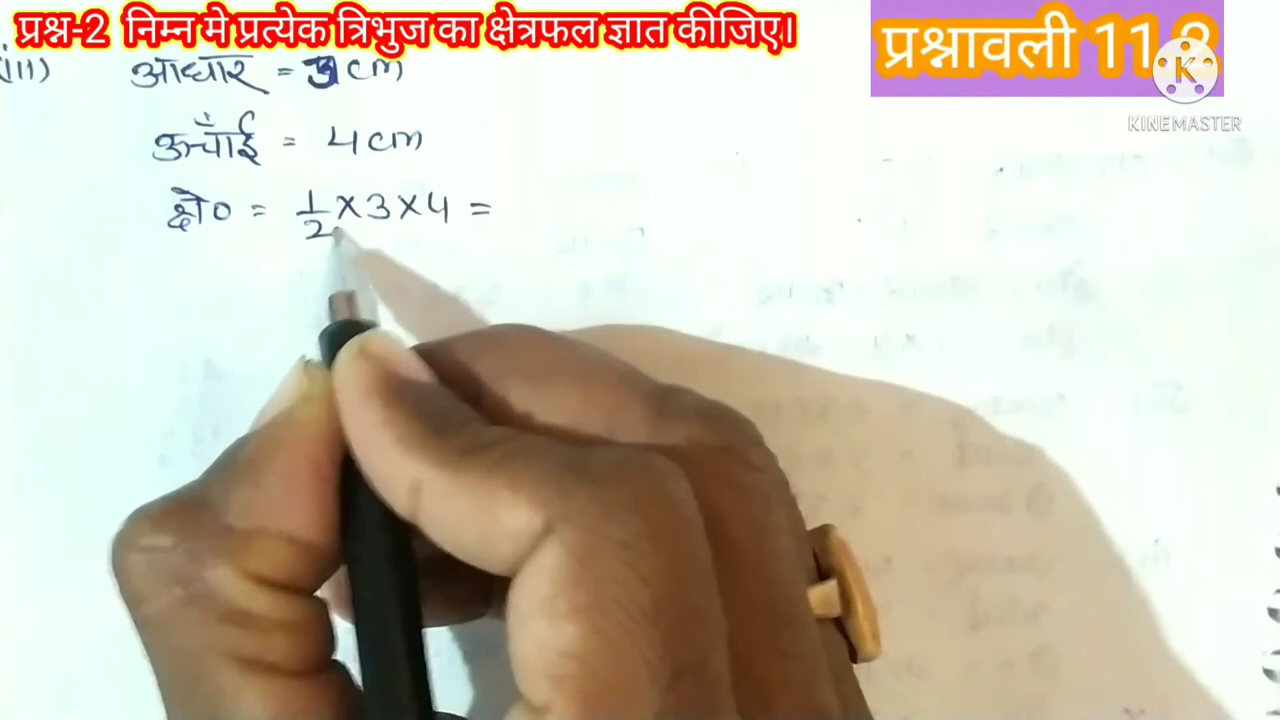 प्रश्न-2 निम्न मे प्रत्येक त्रिभुज का क्षेत्रफल ज्ञात कीजिए।
प्रश्नावली 11.2
KINEMASTER
(iii) आधार = 3 cm
ऊँचाई = 4 cm
क्षे० = 1/2 × 3 × 4 =